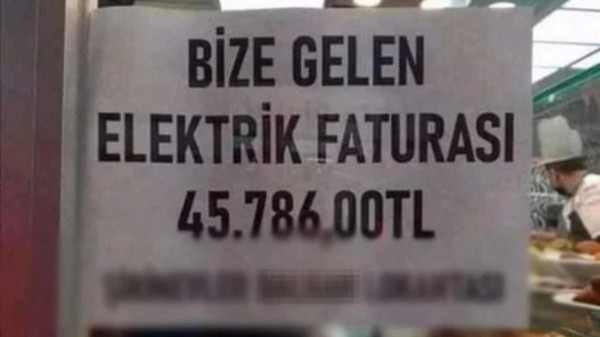 BİZE GELEN
ELEKTRİK FATURASI
45.786,00TL